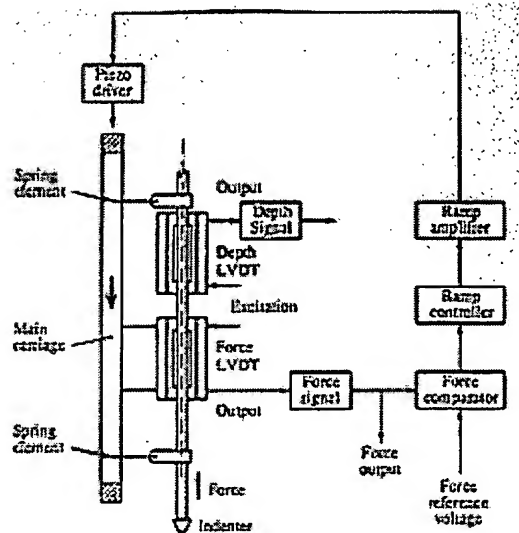 Piezo
driver
Spring
element
Output
Depth
Signal
Ramp
amplifier
Depth
LVDT
Excitation
Ramp
controller
Main
carriage
Force
LVDT
Force
signal
Force
comparator
Output
Spring
element
Force
output
Force
Force
reference
voltage
Indenter